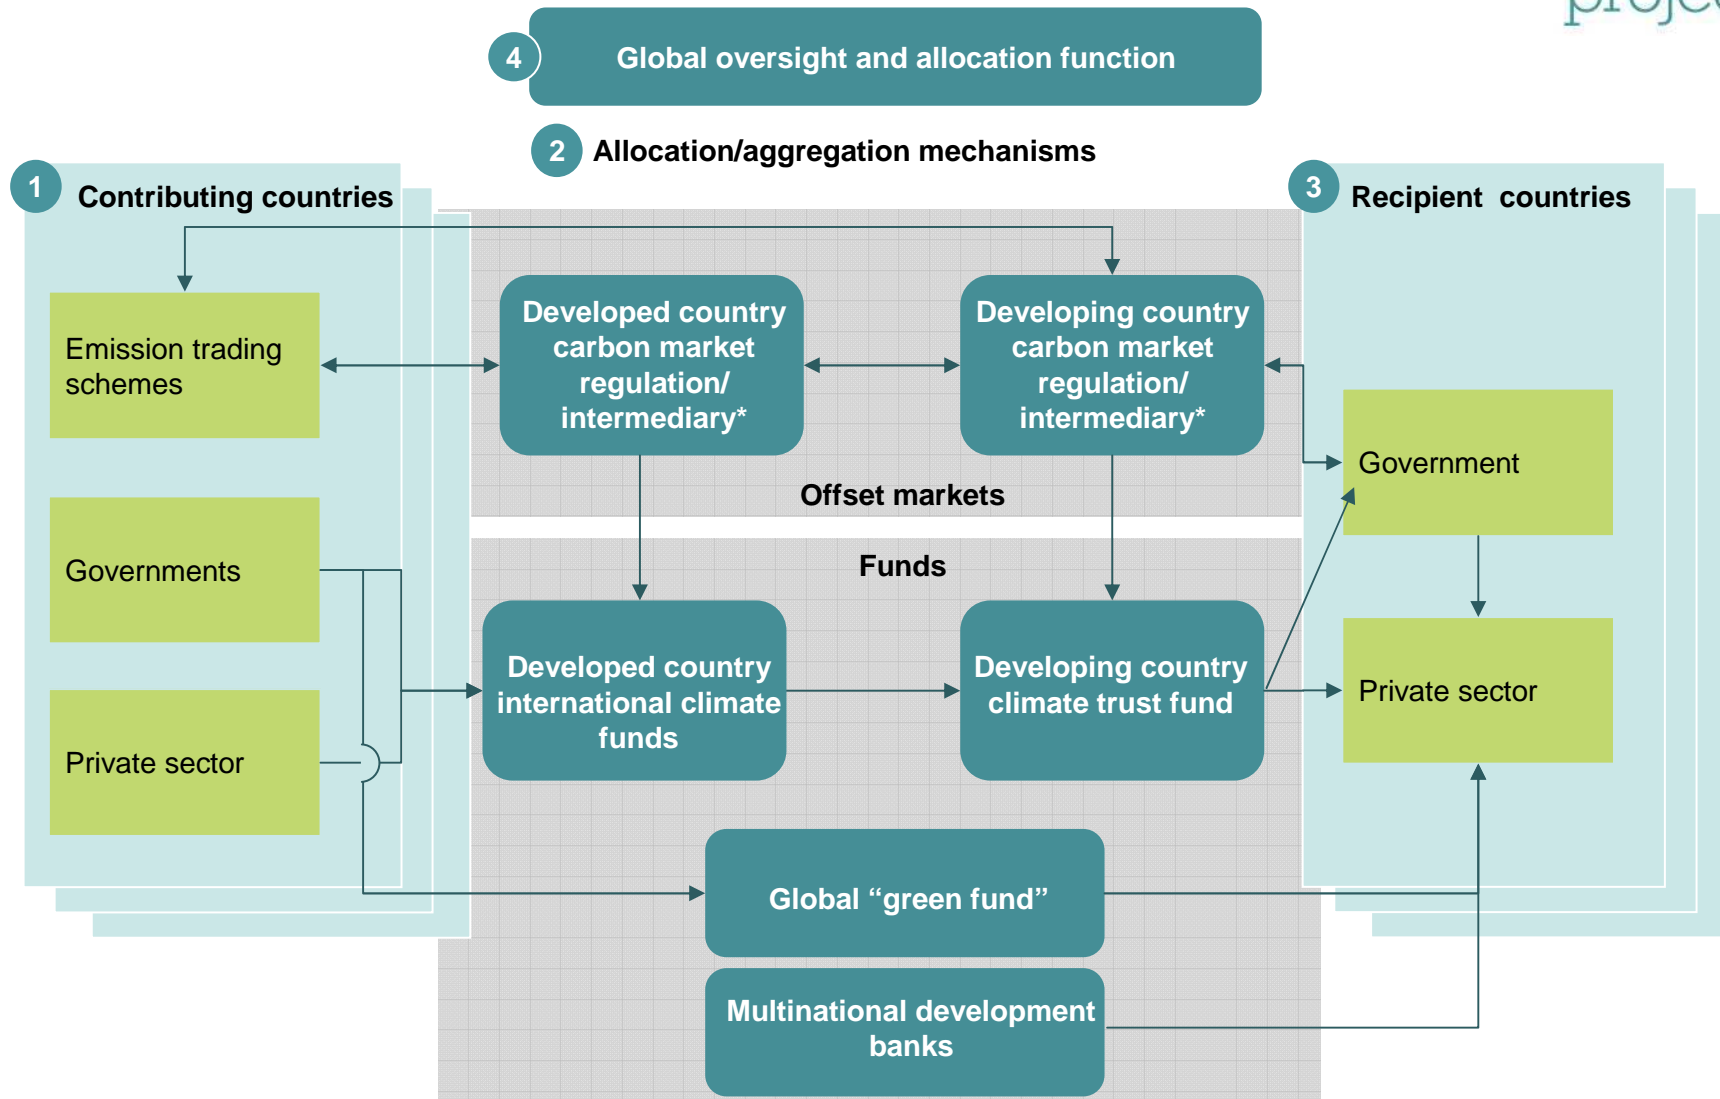 4
Global oversight and allocation function
2
Allocation/aggregation mechanisms
1
Contributing countries
3
Recipient countries
Emission trading
schemes
Developed country
carbon market
regulation/
intermediary*
Developing country
carbon market
regulation/
intermediary*
Government
Offset markets
Governments
Funds
Developed country
international climate
funds
Developing country
climate trust fund
Private sector
Private sector
Global “green fund”
Multinational development
banks